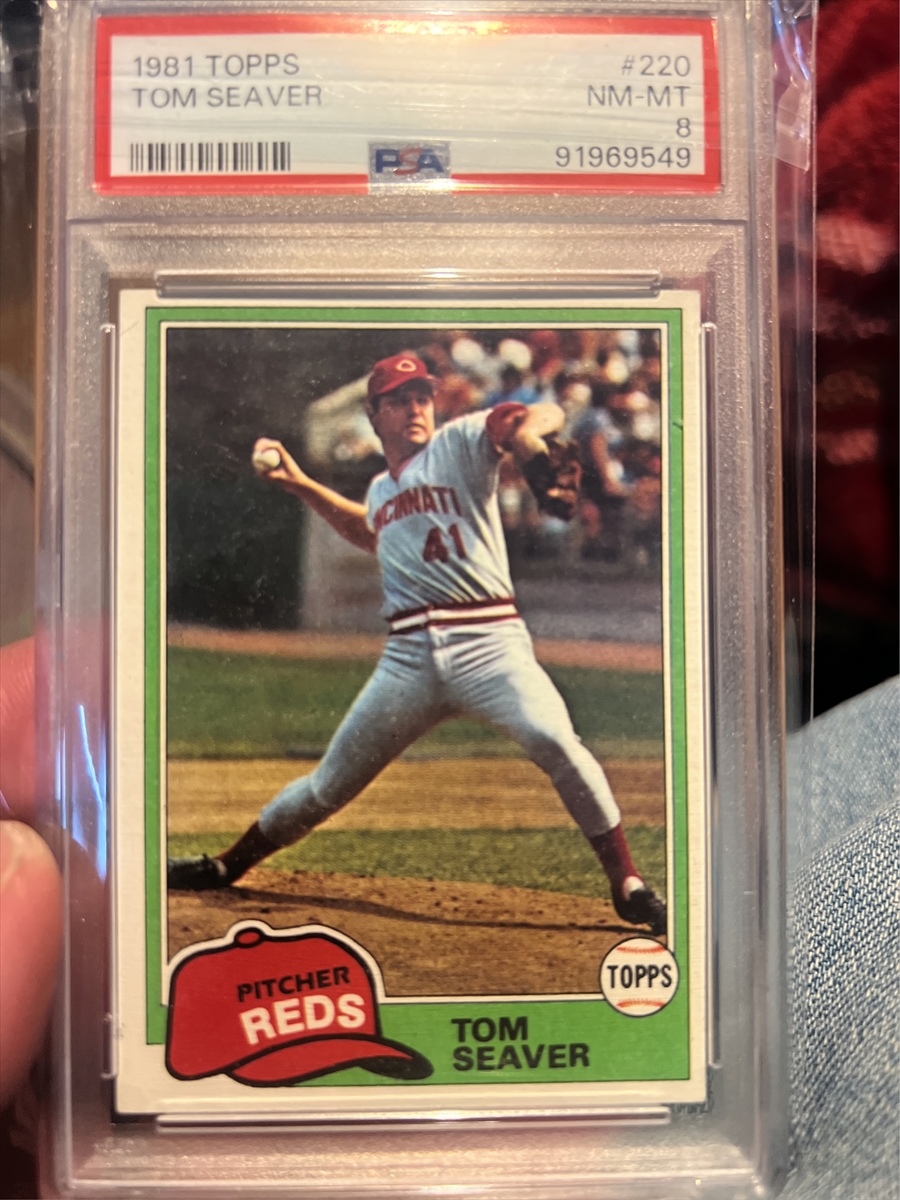 1981 TOPPS #220
TOM SEAVER NM-MT
8
PSA 91969549
CINCINNATI
41
PITCHER
REDS
TOPPS
TOM
SEAVER